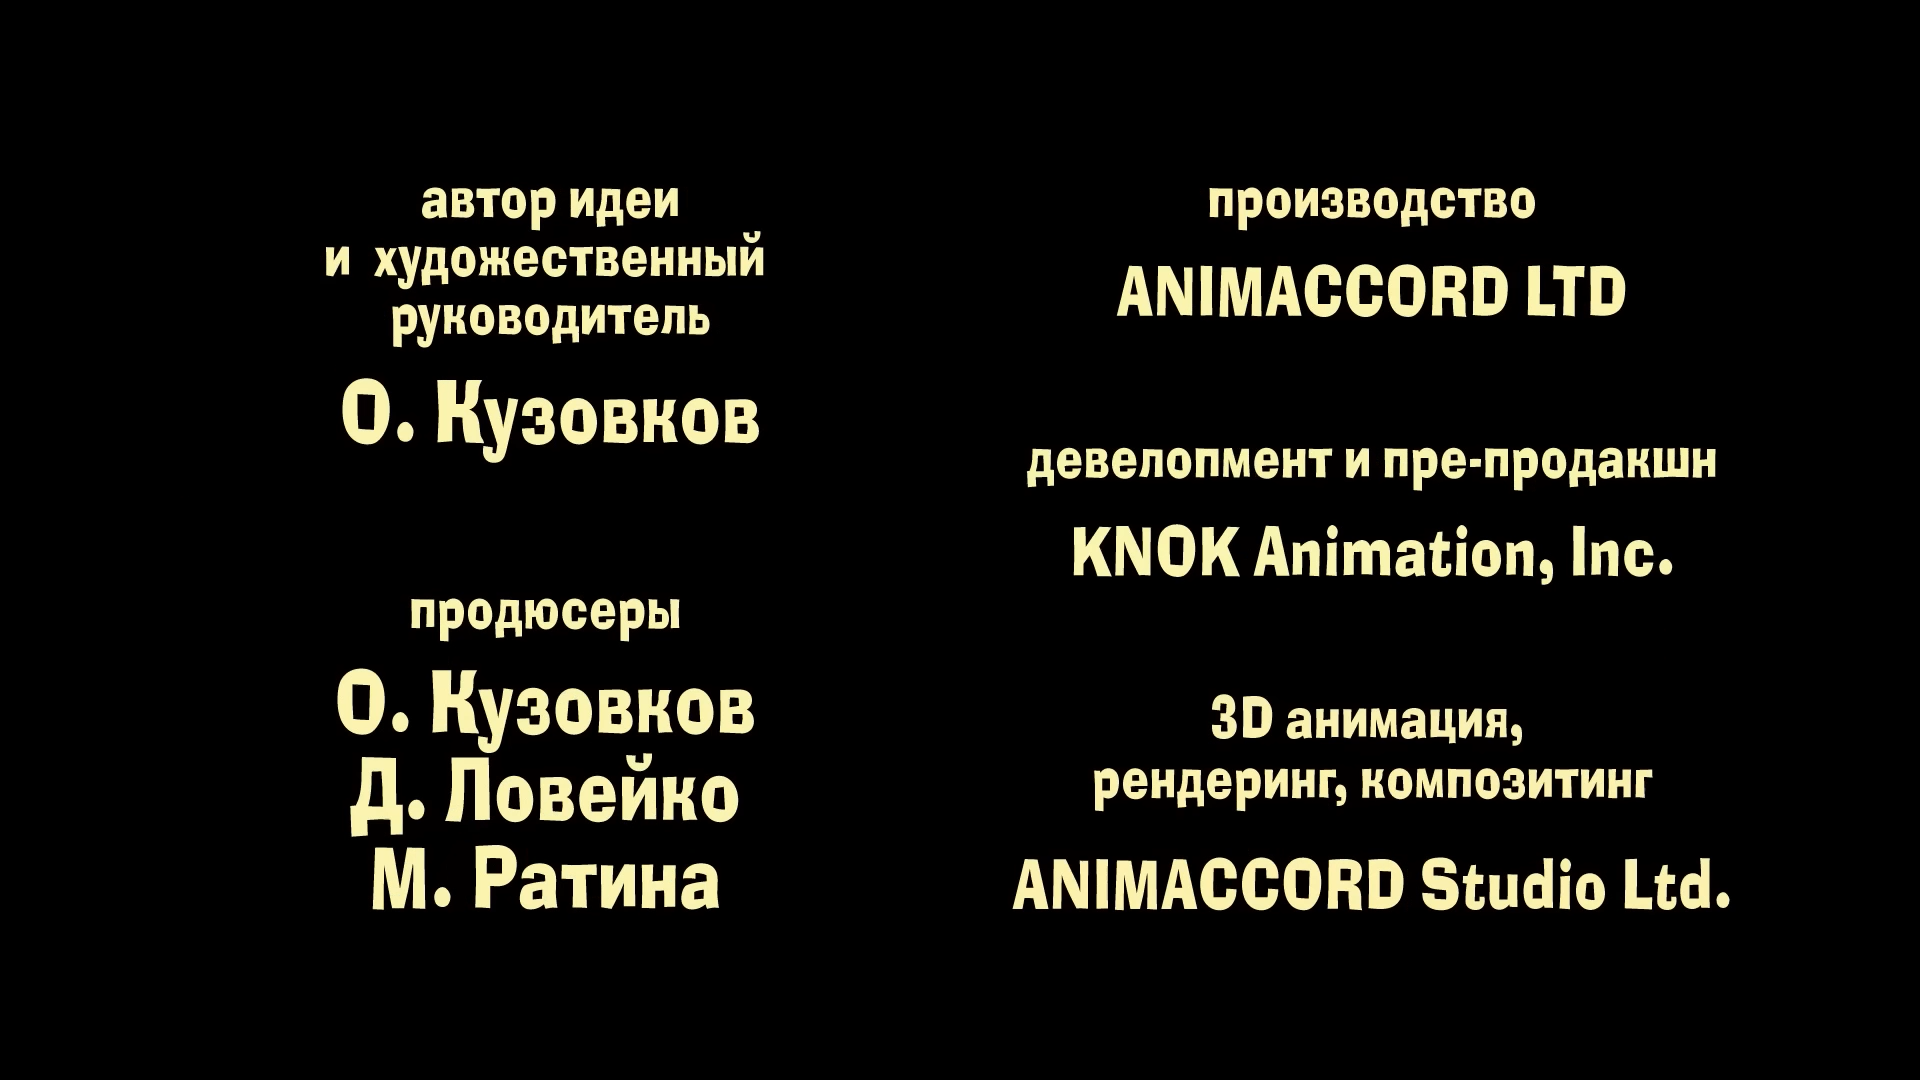 автор идеи
и художественный
руководитель
О. Кузовков
продюсеры
О. Кузовков
Д. Ловейко
М. Ратина
производство
ANIMACCORD LTD
девелопмент и пре-продакшн
KNOK Animation, Inc.
3D анимация,
рендеринг, композитинг
ANIMACCORD Studio Ltd.